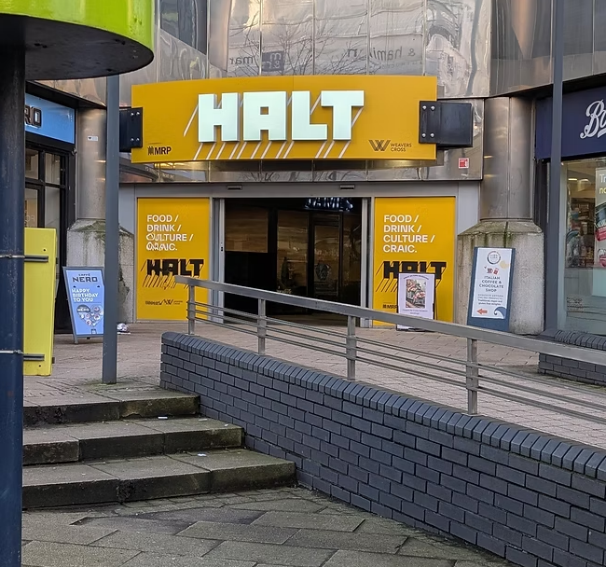 HALT
MRP
WEAVERS
CROSS
RO
FOOD /
DRINK /
CULTURE /
CRAIC.
HALT
FOOD /
DRINK /
CULTURE /
CRAIC.
HALT
NERO
HAPPY
BIRTHDAY
TO YOU
ITALIAN
COFFEE &
CHOCOLATE
SHOP
B